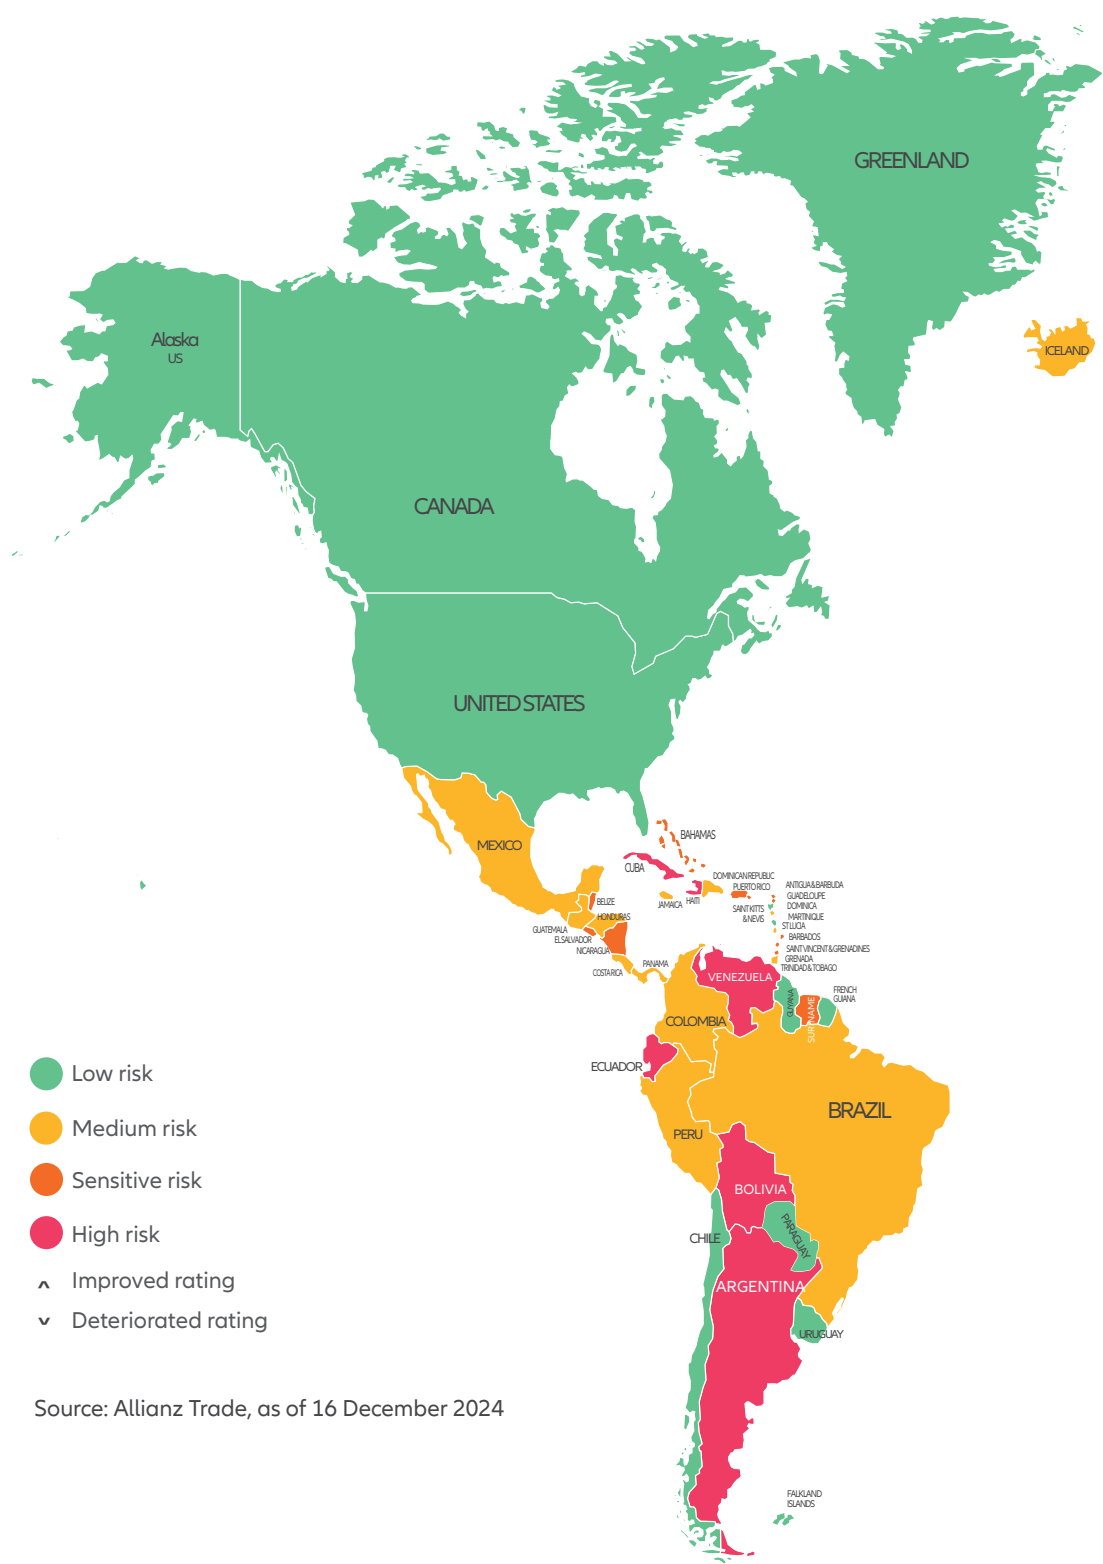 GREENLAND
ICELAND
Alaska
US
CANADA
UNITED STATES
MEXICO
BAHAMAS
CUBA
DOMINICAN REPUBLIC
PUERTO RICO
ANTIGUA & BARBUDA
GUADELOUPE
JAMAICA
HAITI
BELIZE
DOMINICA
SAINT KITTS
& NEVIS
MARTINIQUE
HONDURAS
ST LUCIA
GUATEMALA
BARBADOS
EL SALVADOR
NICARAGUA
SAINT VINCENT & GRENADINES
GRENADA
PANAMA
TRINIDAD & TOBAGO
COSTA RICA
VENEZUELA
GUYANA
SURINAME
FRENCH
GUIANA
COLOMBIA
ECUADOR
BRAZIL
PERU
BOLIVIA
PARAGUAY
CHILE
ARGENTINA
URUGUAY
FALKLAND
ISLANDS
Low risk
Medium risk
Sensitive risk
High risk
Improved rating
Deteriorated rating
Source: Allianz Trade, as of 16 December 2024